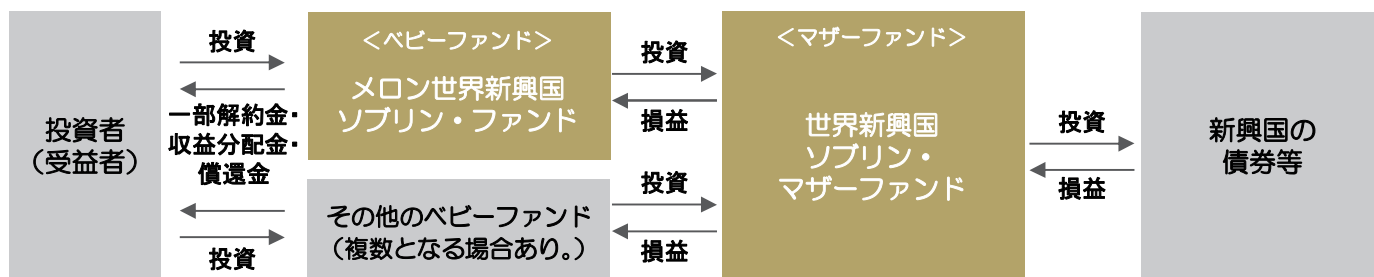 投資者
（受益者）
投資
一部解約金・
収益分配金・
償還金
投資
＜ベビーファンド＞
メロン世界新興国
ソブリン・ファンド
その他のベビーファンド
（複数となる場合あり。）
投資
損益
投資
損益
＜マザーファンド＞
世界新興国
ソブリン・
マザーファンド
投資
損益
新興国の
債券等